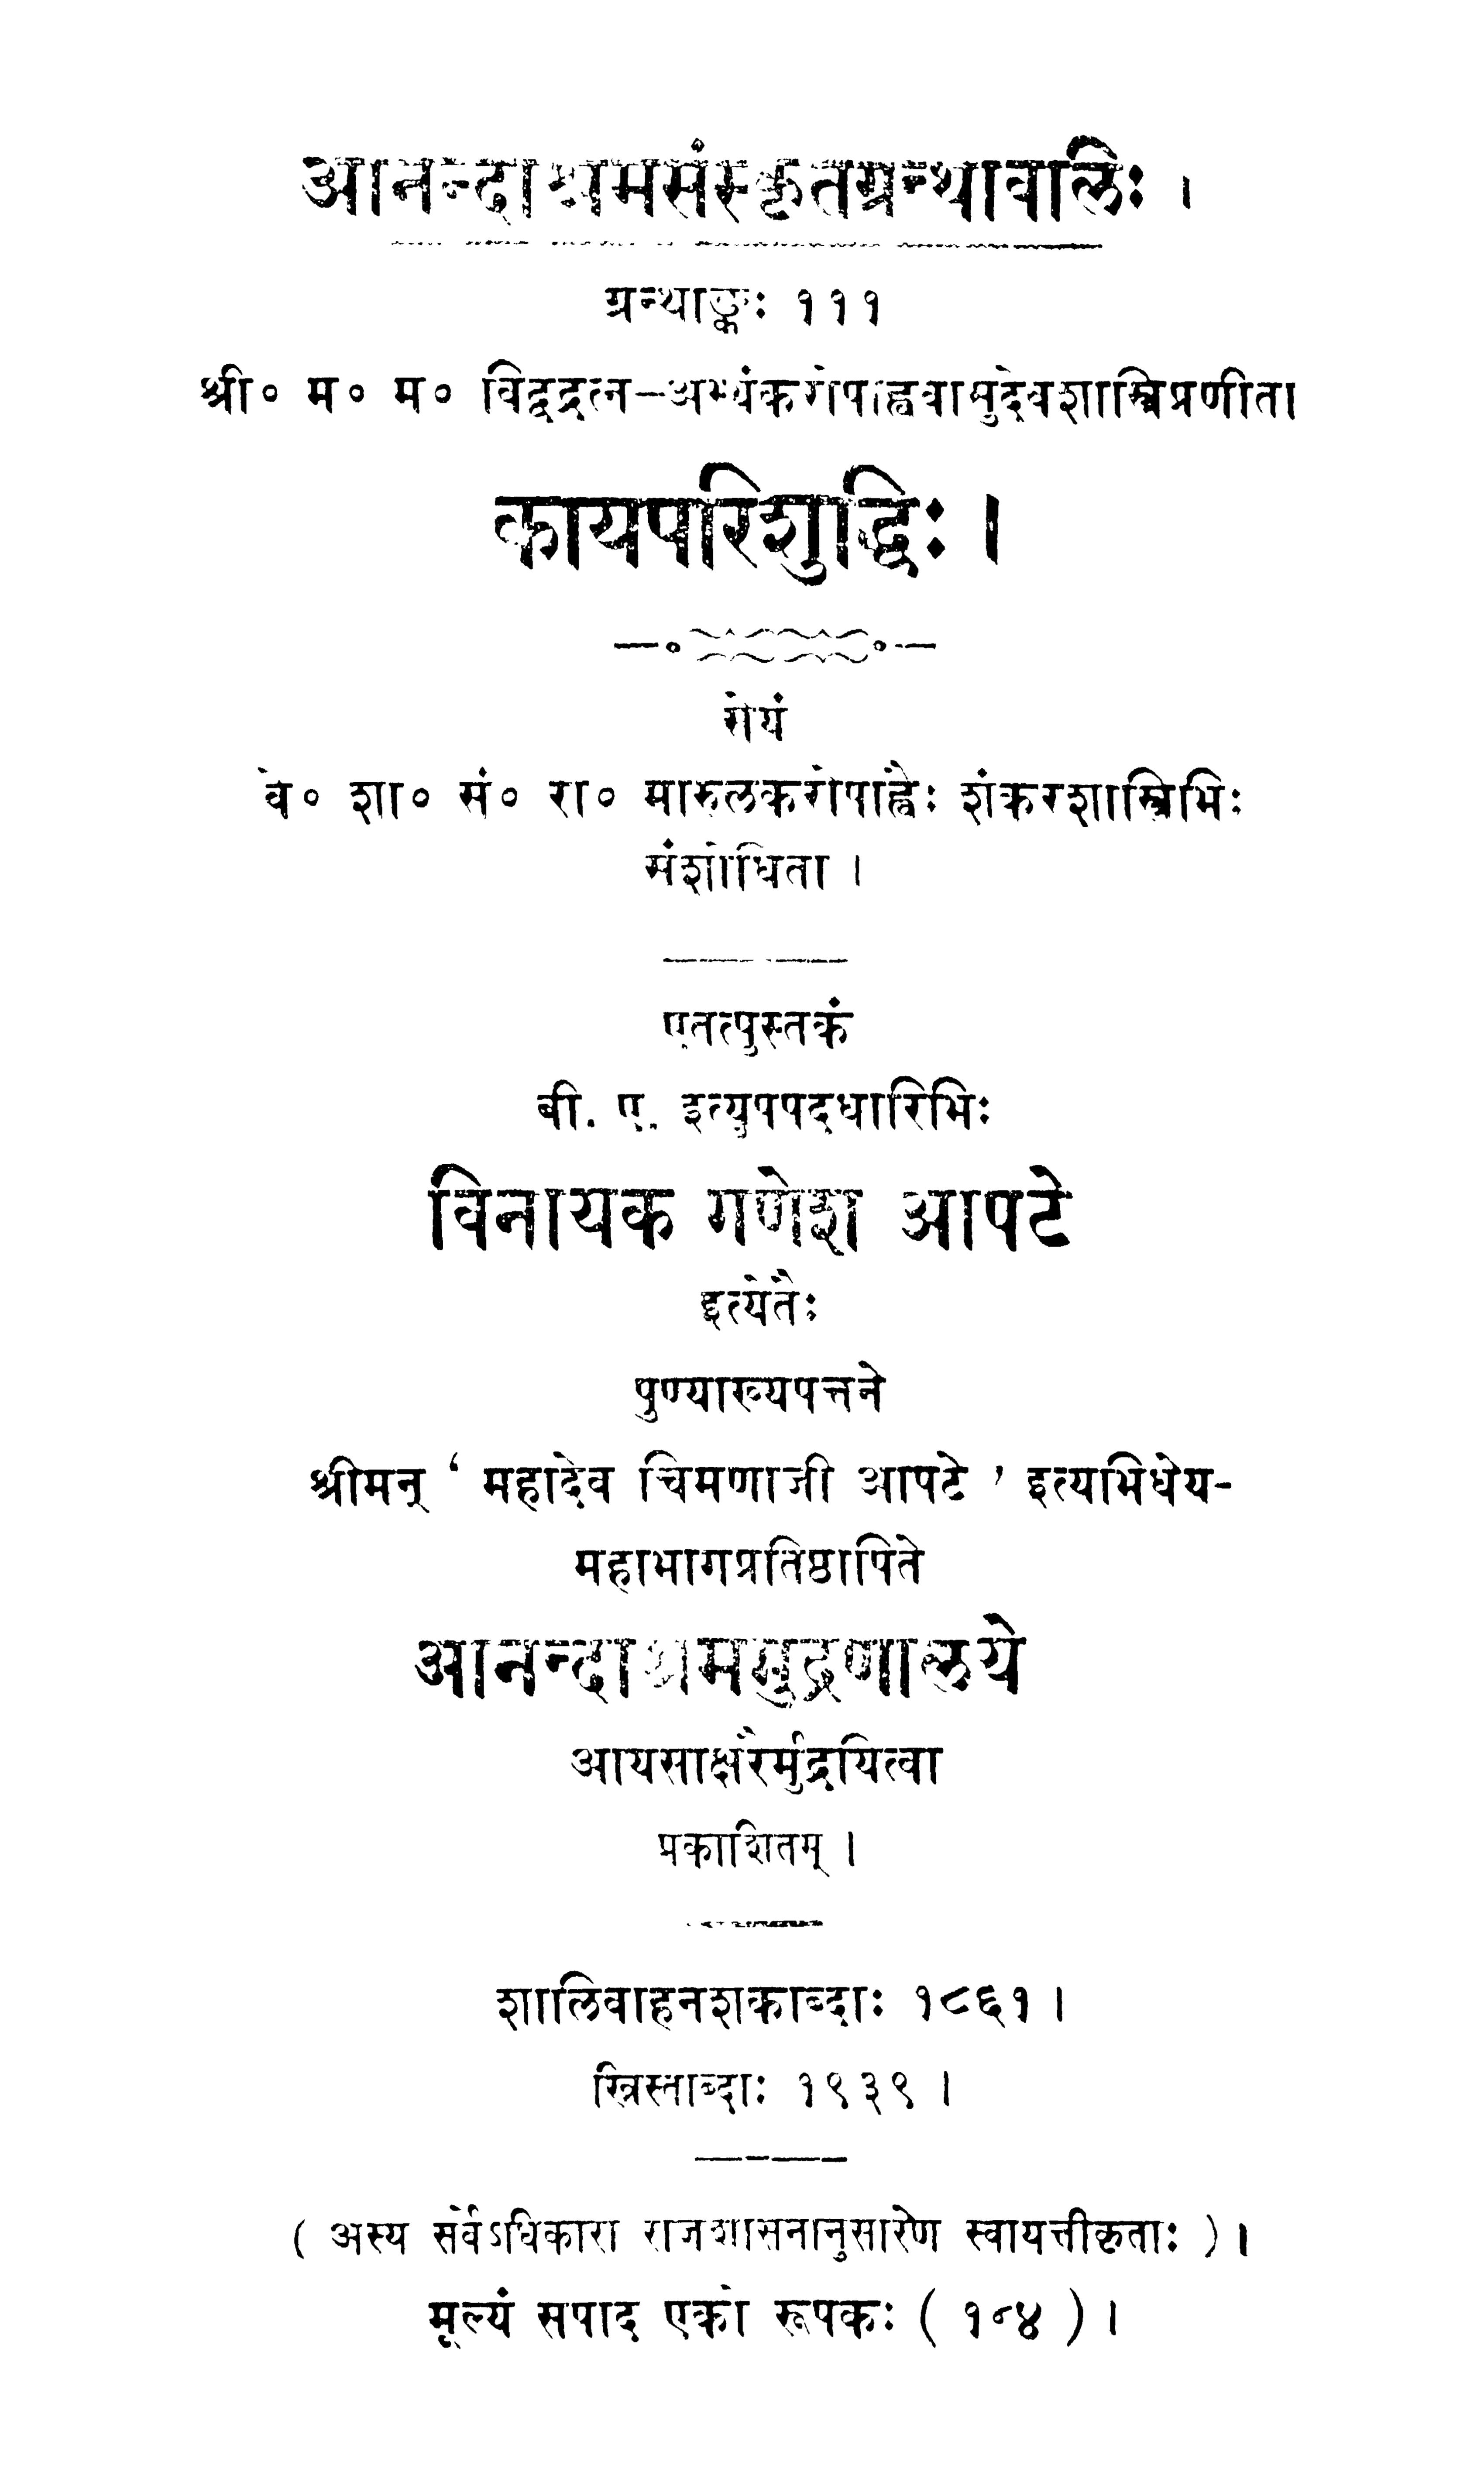 आनन्दाश्रमसंस्कृतग्रन्थावलिः ।
ग्रन्थाङ्कः १११
श्री० म० म० विद्वद्रत्न-अभ्यंकरोपाह्ववासुदेवशास्त्रिप्रणीता
कायपरिशुद्धिः ।
सेयं
वे० शा० सं० रा० मारुलकरोपाह्वैः शंकरशास्त्रिभिः
संशोधिता ।
एतत्पुस्तकं
बी. ए. इत्युपपदधारिभिः
विनायक गणेश आपटे
इत्येतैः
पुण्याख्यपत्तने
श्रीमन् ‘ महादेव चिमणाजी आपटे ’ इत्यभिधेय-
महाभागप्रतिष्ठापिते
आनन्दाश्रममुद्रणालये
आयसाक्षरैर्मुद्रयित्वा
प्रकाशितम् ।
शालिवाहनशकाब्दाः १८६१ ।
ख्रिस्ताब्दाः १९३९ ।
( अस्य सर्वेऽधिकारा राजशासनानुसारेण स्वायत्तीकृताः ) ।
मूल्यं सपाद एको रूपकः ( १०४ ) ।